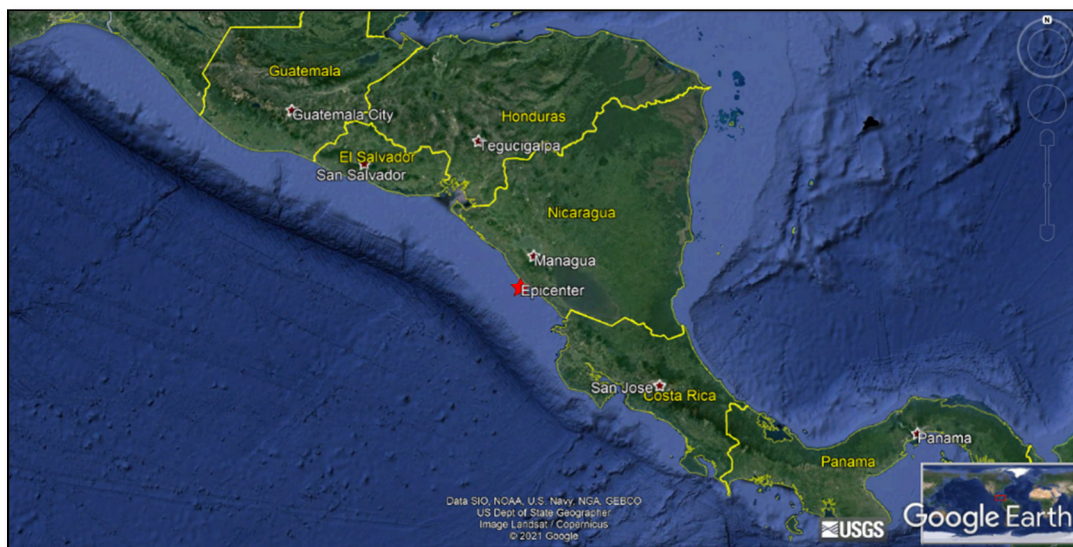 N
Guatemala
Guatemala City
Honduras
Tegucigalpa
El Salvador
San Salvador
Nicaragua
Managua
Epicenter
San Jose
Costa Rica
Panama
Panama
Data SIO, NOAA, U.S. Navy, NGA, GEBCO
US Dept of State Geographer
Image Landsat / Copernicus
© 2021 Google
USGS
Google Earth